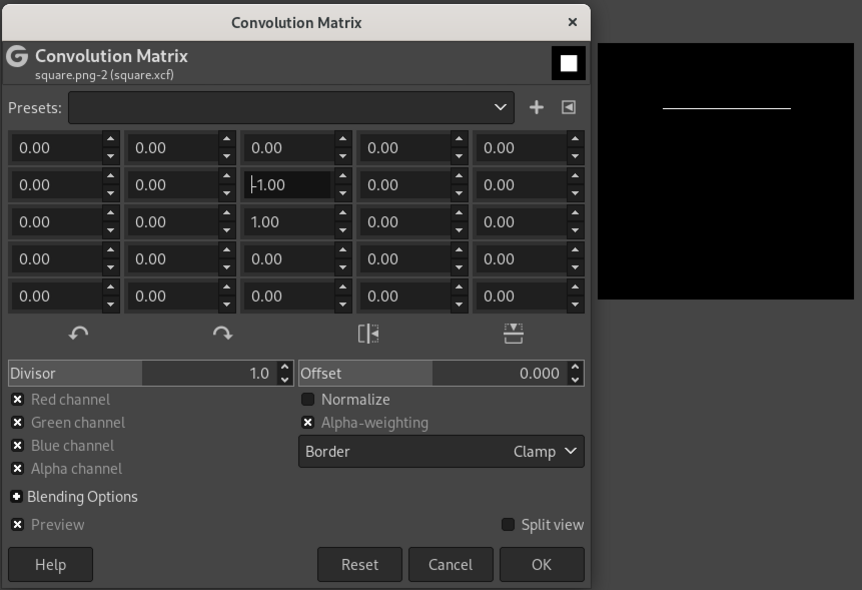 Convolution Matrix
Convolution Matrix
square.png-2 (square.xcf)
Presets:
0.00 0.00 0.00 0.00 0.00
0.00 0.00 -1.00 0.00 0.00
0.00 0.00 1.00 0.00 0.00
0.00 0.00 0.00 0.00 0.00
0.00 0.00 0.00 0.00 0.00
Divisor 1.0 Offset 0.000
Red channel Normalize
Green channel Alpha-weighting
Blue channel Border Clamp
Alpha channel
Blending Options
Preview Split view
Help Reset Cancel OK